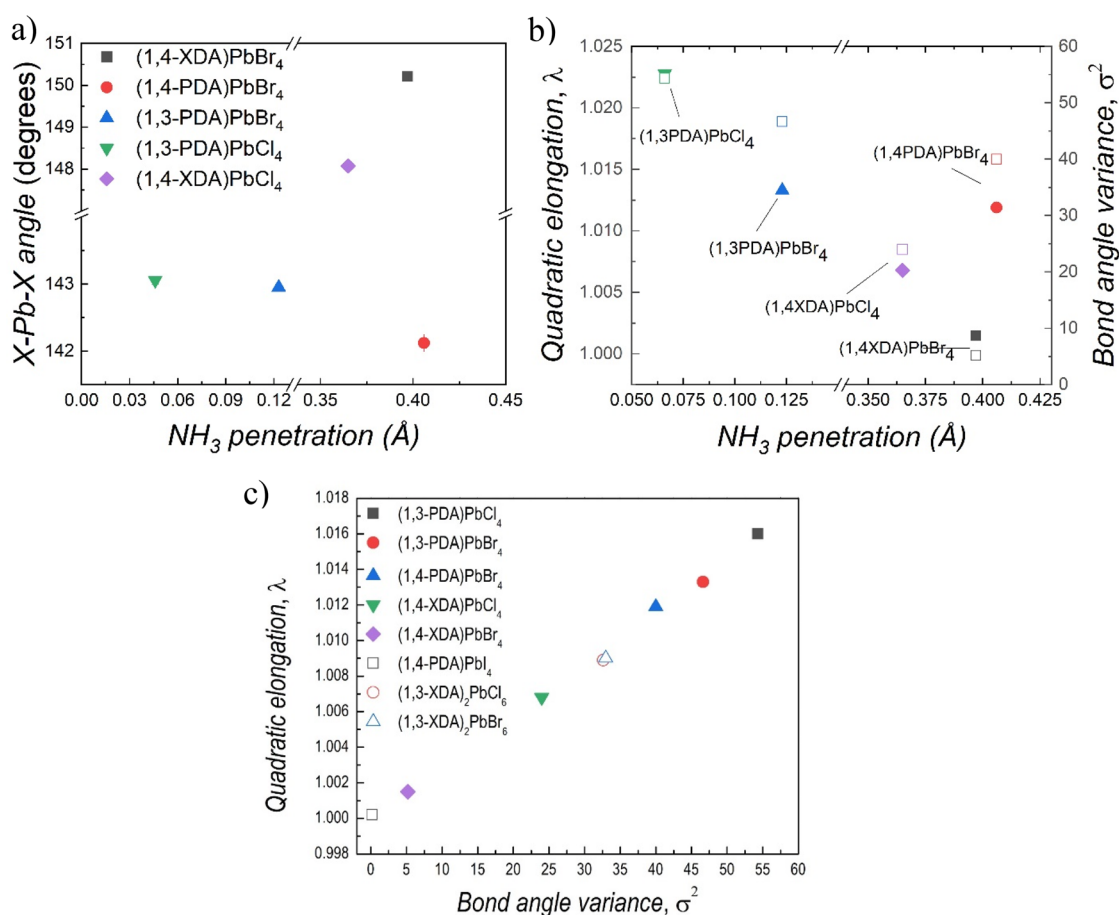 a)
X-Pb-X angle (degrees)
151
150
149
148
143
142
(1,4-XDA)PbBr₄
(1,4-PDA)PbBr₄
(1,3-PDA)PbBr₄
(1,3-PDA)PbCl₄
(1,4-XDA)PbCl₄
0.00 0.03 0.06 0.09 0.12 0.35 0.40 0.45
NH₃ penetration (Å)
b)
Quadratic elongation, λ
1.025
1.020
1.015
1.010
1.005
1.000
(1,3PDA)PbCl₄
(1,4PDA)PbBr₄
(1,3PDA)PbBr₄
(1,4XDA)PbCl₄
(1,4XDA)PbBr₄
60
50
40
30
20
10
0
Bond angle variance, σ²
0.050 0.075 0.100 0.125 0.350 0.375 0.400 0.425
NH₃ penetration (Å)
c)
Quadratic elongation, λ
1.018
1.016
1.014
1.012
1.010
1.008
1.006
1.004
1.002
1.000
0.998
(1,3-PDA)PbCl₄
(1,3-PDA)PbBr₄
(1,4-PDA)PbBr₄
(1,4-XDA)PbCl₄
(1,4-XDA)PbBr₄
(1,4-PDA)PbI₄
(1,3-XDA)₂PbCl₆
(1,3-XDA)₂PbBr₆
0 5 10 15 20 25 30 35 40 45 50 55 60
Bond angle variance, σ²